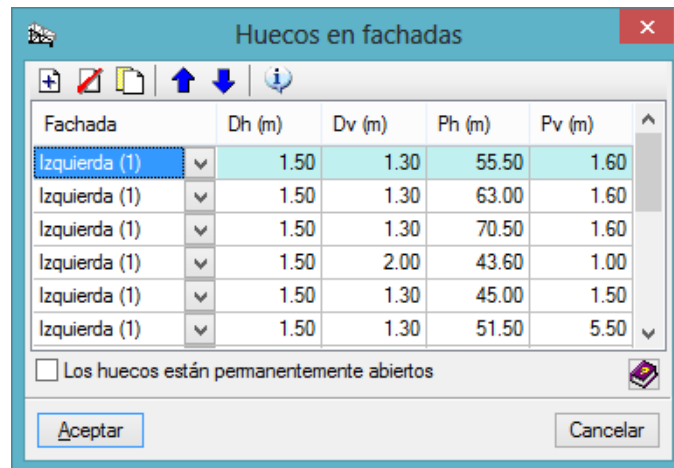 Huecos en fachadas
Fachada Dh (m) Dv (m) Ph (m) Pv (m)
Izquierda (1) 1.50 1.30 55.50 1.60
Izquierda (1) 1.50 1.30 63.00 1.60
Izquierda (1) 1.50 1.30 70.50 1.60
Izquierda (1) 1.50 2.00 43.60 1.00
Izquierda (1) 1.50 1.30 45.00 1.50
Izquierda (1) 1.50 1.30 51.50 5.50
Los huecos están permanentemente abiertos
Aceptar Cancelar